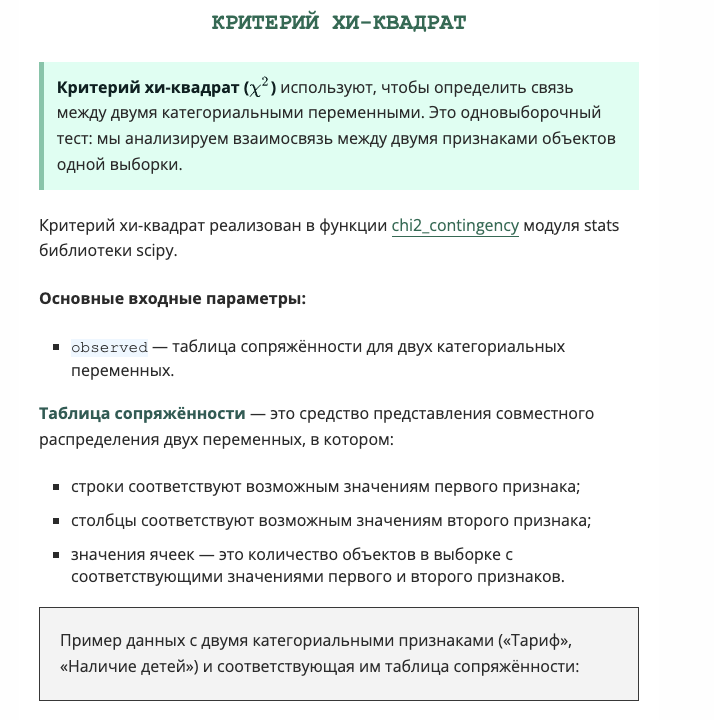 КРИТЕРИЙ ХИ-КВАДРАТ
Критерий хи-квадрат (χ²) используют, чтобы определить связь
между двумя категориальными переменными. Это одновыборочный
тест: мы анализируем взаимосвязь между двумя признаками объектов
одной выборки.
Критерий хи-квадрат реализован в функции chi2_contingency модуля stats
библиотеки scipy.
Основные входные параметры:
▪ observed — таблица сопряжённости для двух категориальных
переменных.
Таблица сопряжённости — это средство представления совместного
распределения двух переменных, в котором:
▪ строки соответствуют возможным значениям первого признака;
▪ столбцы соответствуют возможным значениям второго признака;
▪ значения ячеек — это количество объектов в выборке с
соответствующими значениями первого и второго признаков.
Пример данных с двумя категориальными признаками («Тариф»,
«Наличие детей») и соответствующая им таблица сопряжённости: